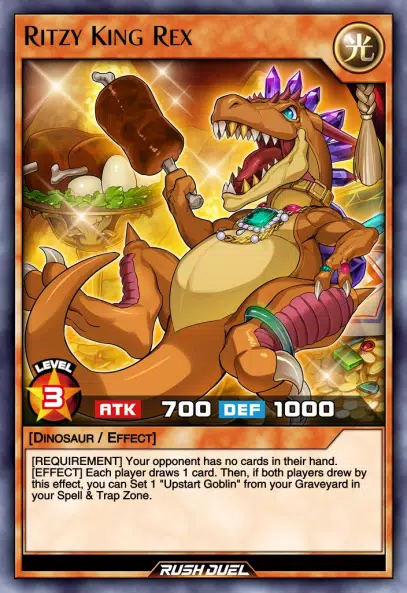 Ritzy King Rex
光
LEVEL
3
ATK 700 DEF 1000
[Dinosaur / Effect]
[REQUIREMENT] Your opponent has no cards in their hand.
[EFFECT] Each player draws 1 card. Then, if both players drew by
this effect, you can Set 1 "Upstart Goblin" from your Graveyard in
your Spell & Trap Zone.
RUSH DUEL